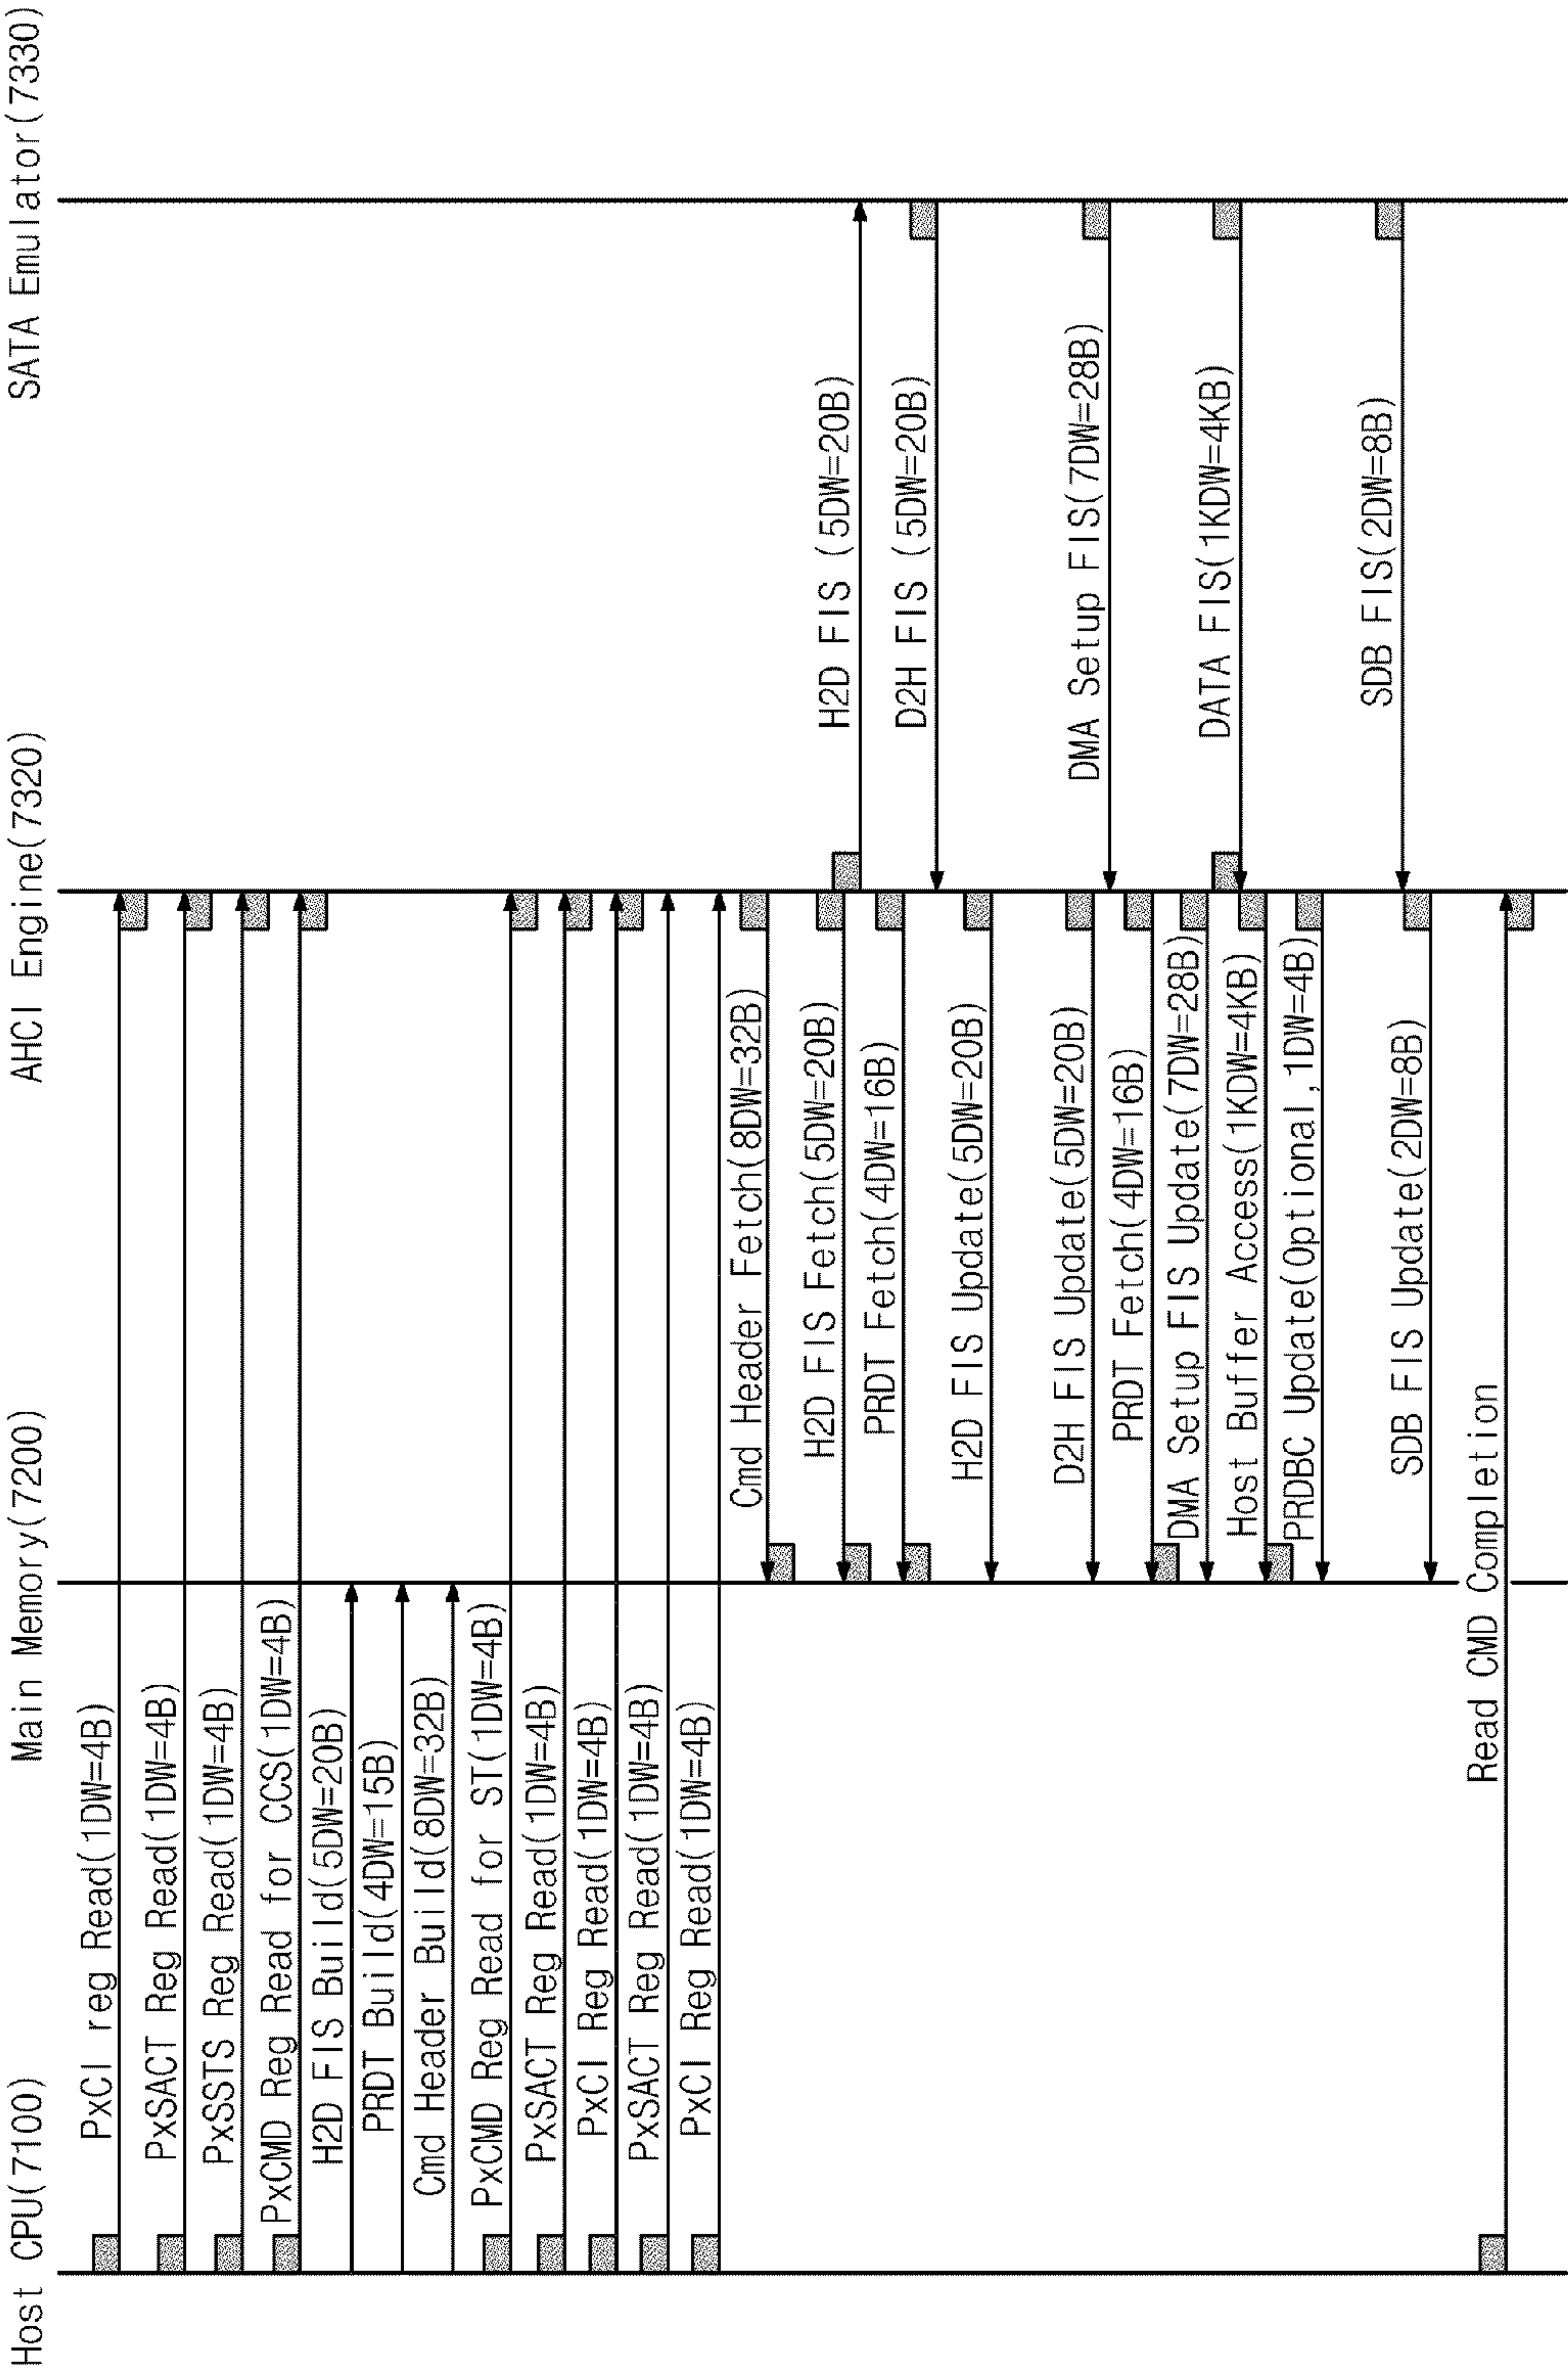 Host CPU(7100)
Main Memory(7200)
AHCI Engine(7320)
SATA Emulator(7330)
PxCI reg Read(1DW=4B)
PxSACT Reg Read(1DW=4B)
PxSSTS Reg Read(1DW=4B)
PxCMD Reg Read for CCS(1DW=4B)
H2D FIS Build(5DW=20B)
PRDT Build(4DW=15B)
Cmd Header Build(8DW=32B)
PxCMD Reg Read for ST(1DW=4B)
PxSACT Reg Read(1DW=4B)
PxCI Reg Read(1DW=4B)
PxSACT Reg Read(1DW=4B)
PxCI Reg Read(1DW=4B)
Cmd Header Fetch(8DW=32B)
H2D FIS Fetch(5DW=20B)
H2D FIS (5DW=20B)
PRDT Fetch(4DW=16B)
D2H FIS (5DW=20B)
H2D FIS Update(5DW=20B)
D2H FIS Update(5DW=20B)
DMA Setup FIS(7DW=28B)
PRDT Fetch(4DW=16B)
DMA Setup FIS Update(7DW=28B)
DATA FIS(1KDW=4KB)
Host Buffer Access(1KDW=4KB)
PRDBC Update(Optional,1DW=4B)
SDB FIS(2DW=8B)
SDB FIS Update(2DW=8B)
Read CMD Completion